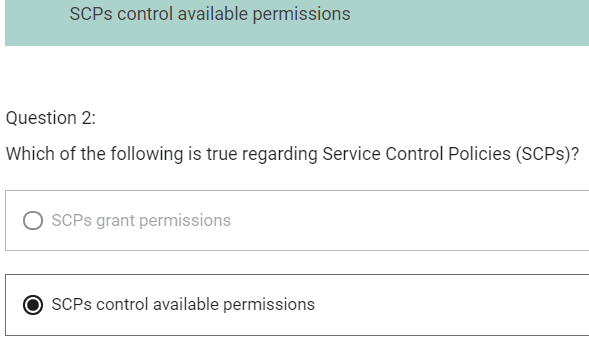 SCPs control available permissions
Question 2:
Which of the following is true regarding Service Control Policies (SCPs)?
SCPs grant permissions
SCPs control available permissions